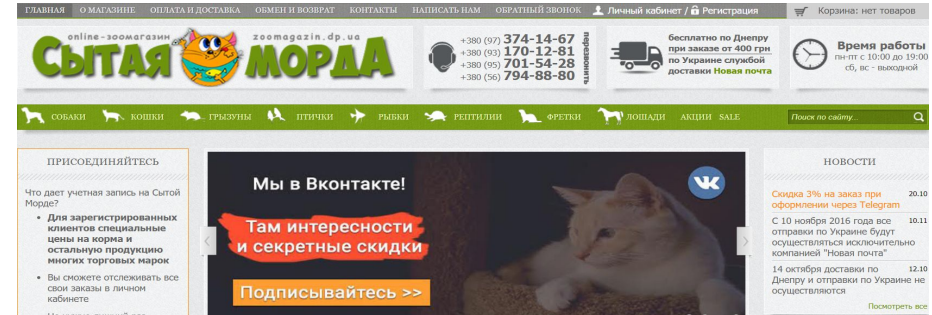 ГЛАВНАЯ О МАГАЗИНЕ ОПЛАТА И ДОСТАВКА ОБМЕН И ВОЗВРАТ КОНТАКТЫ НАПИСАТЬ НАМ ОБРАТНЫЙ ЗВОНОК Личный кабинет / Регистрация Корзина: нет товаров
online-зоомагазин zoomagazin.dp.ua
СЫТАЯ МОРДА
+380 (97) 374-14-67
+380 (93) 170-12-81
+380 (95) 701-54-28
+380 (56) 794-88-80
перезвонить
бесплатно по Днепру
при заказе от 400 грн
по Украине службой
доставки Новая почта
Время работы
пн-пт с 10:00 до 19:00
сб, вс - выходной
СОБАКИ КОШКИ ГРЫЗУНЫ ПТИЧКИ РЫБКИ РЕПТИЛИИ ФРЕТКИ ЛОШАДИ АКЦИИ SALE Поиск по сайту...
ПРИСОЕДИНЯЙТЕСЬ
Что дает учетная запись на Сытой
Морде?
• Для зарегистрированных
клиентов специальные
цены на корма и
остальную продукцию
многих торговых марок
• Вы сможете отслеживать все
свои заказы в личном
кабинете
Мы в Вконтакте!
Там интересности
и секретные скидки
Подписывайтесь >>
НОВОСТИ
Скидка 3% на заказ при 20.10
оформлении через Telegram
С 10 ноября 2016 года все 10.11
отправки по Украине будут
осуществляться исключительно
компанией "Новая почта"
14 октября доставки по 12.10
Днепру и отправки по Украине не
осуществляются
Посмотреть все